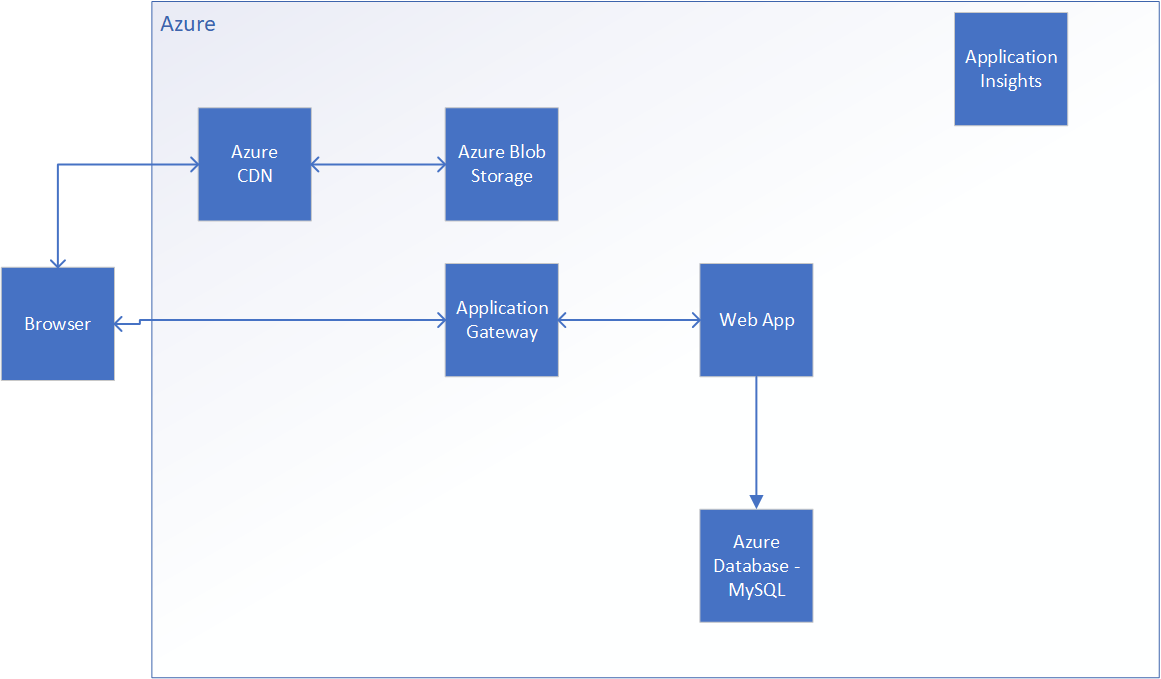 Azure
Application
Insights
Azure
CDN
Azure Blob
Storage
Browser
Application
Gateway
Web App
Azure
Database -
MySQL